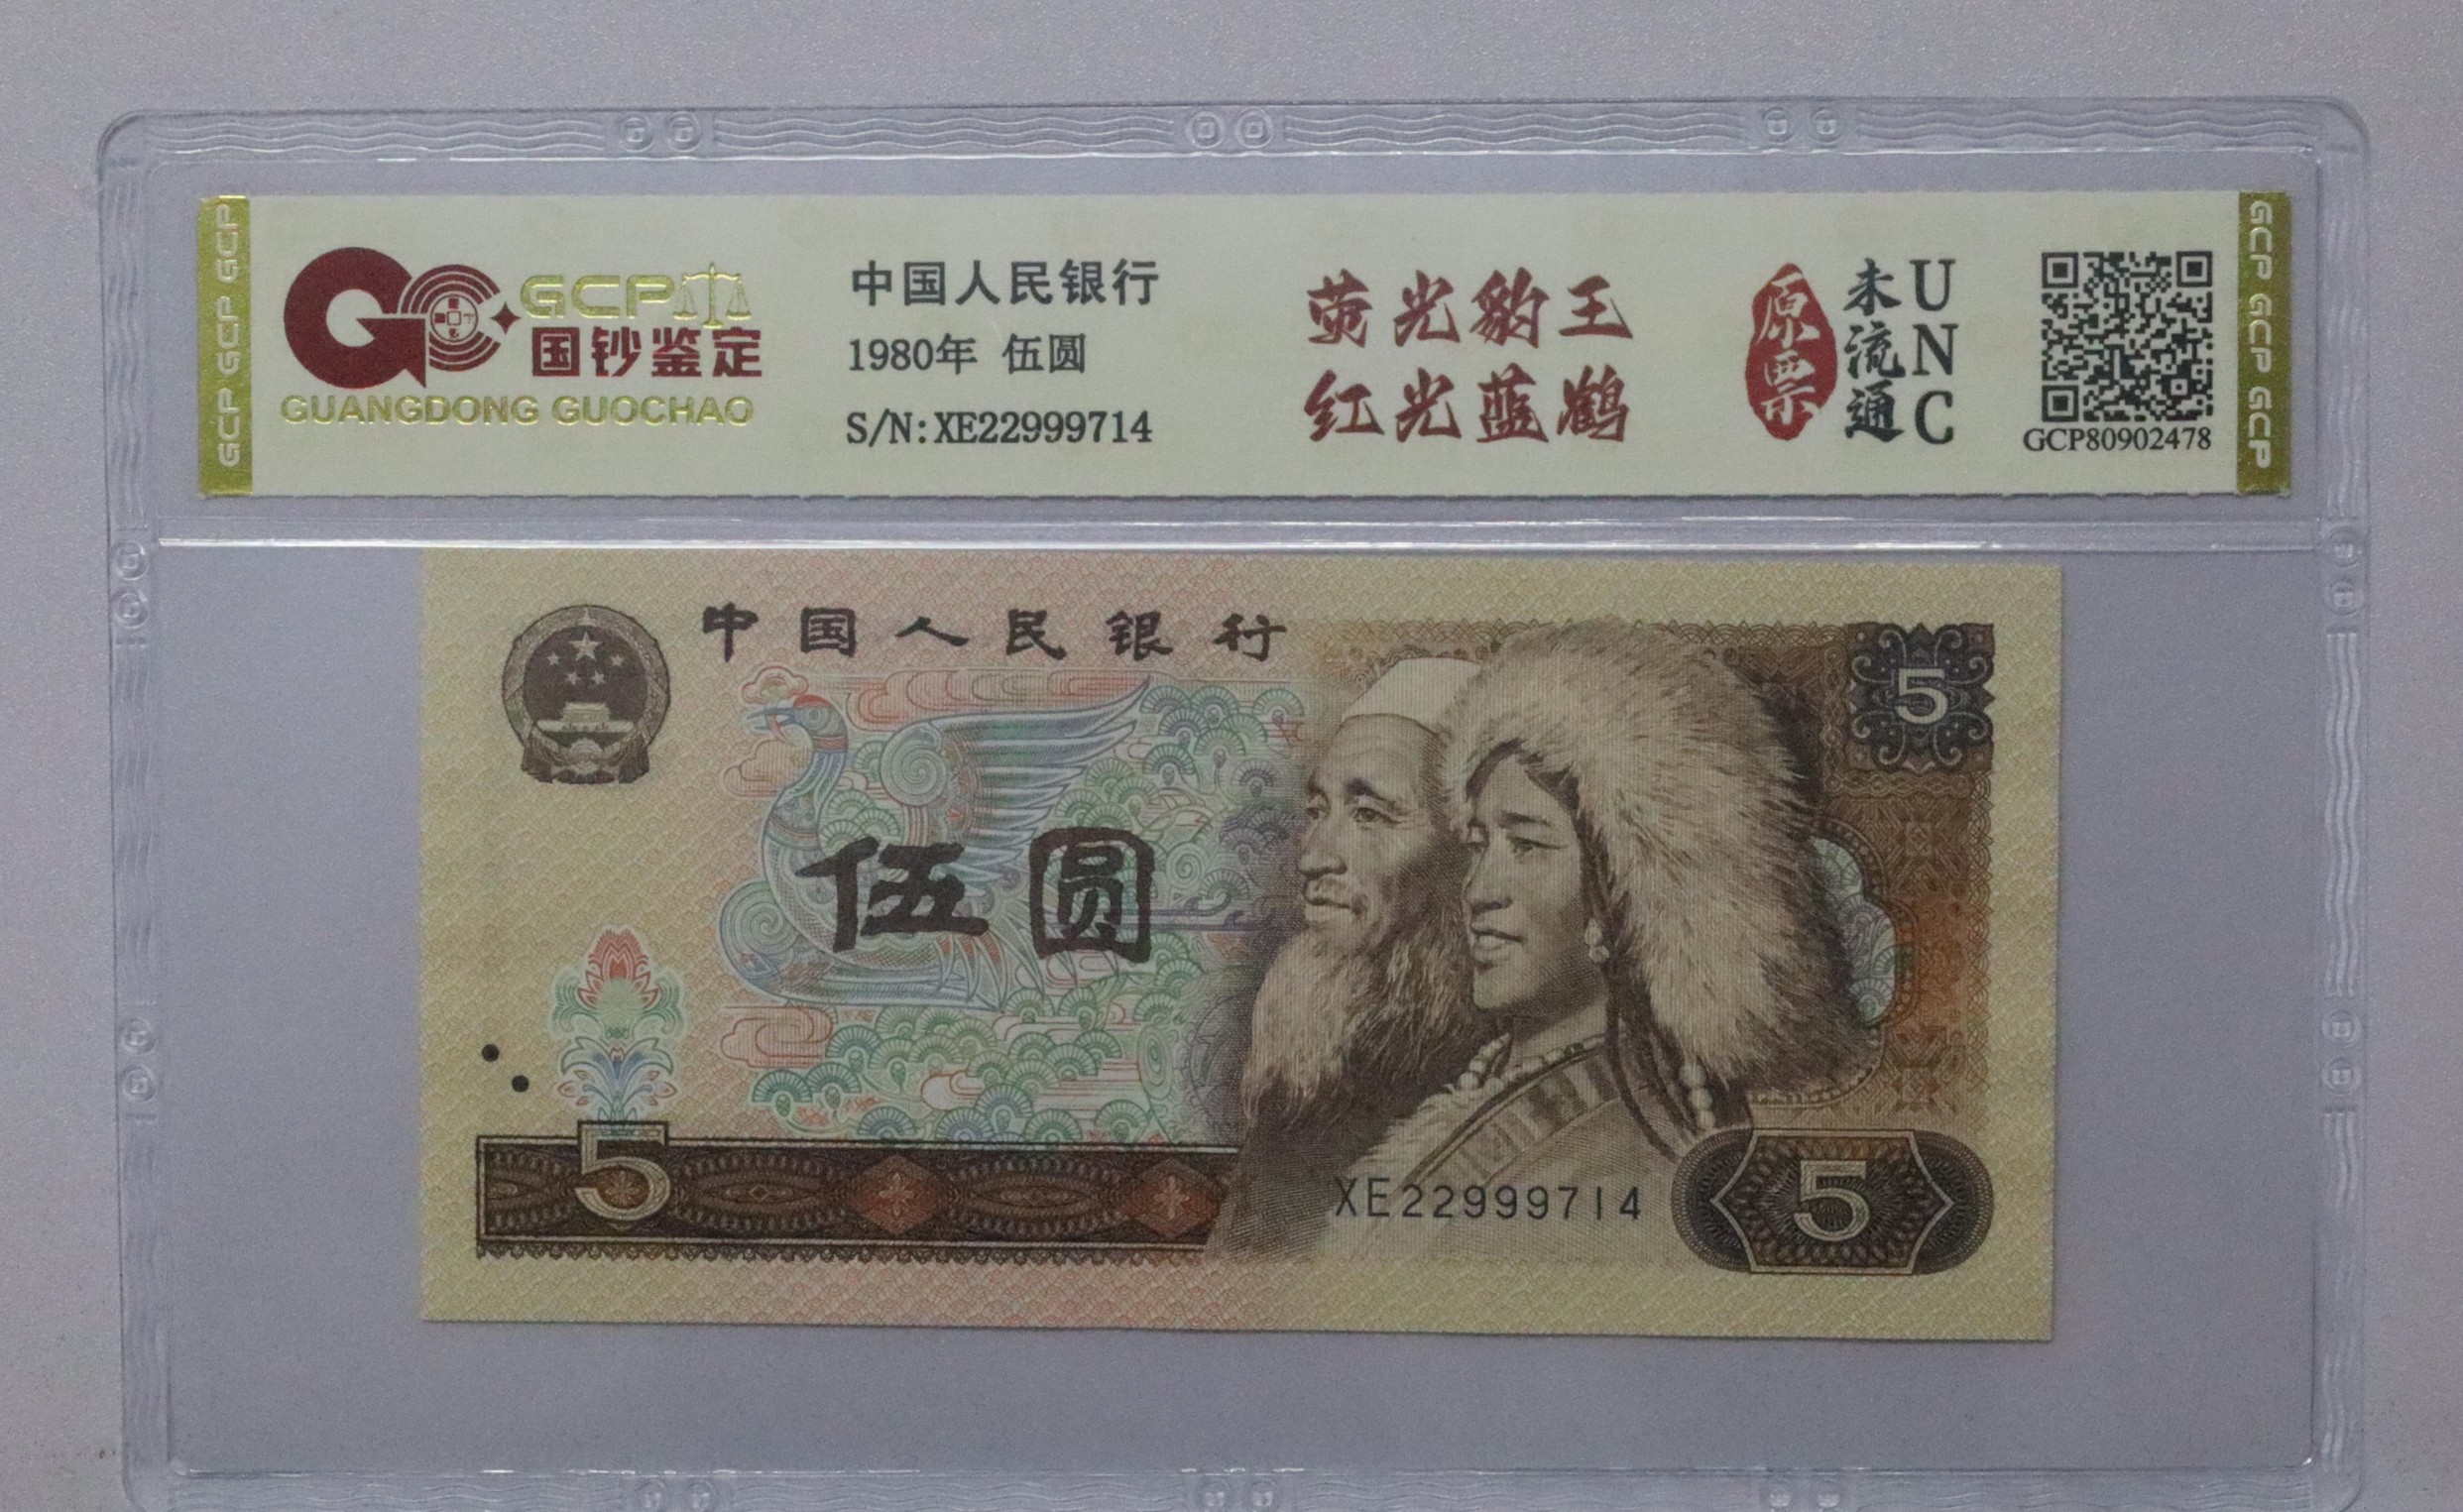 GCP GCP GCP
GCP
国钞鉴定
GUANGDONG GUOCHAO
中国人民银行
1980年 伍圆
S/N:XE22999714
荧光豹王
红光蓝鹤
原票
未流通
UNC
GCP80902478
GCP GCP GCP
中国人民银行
5
伍圆
5
XE22999714
5